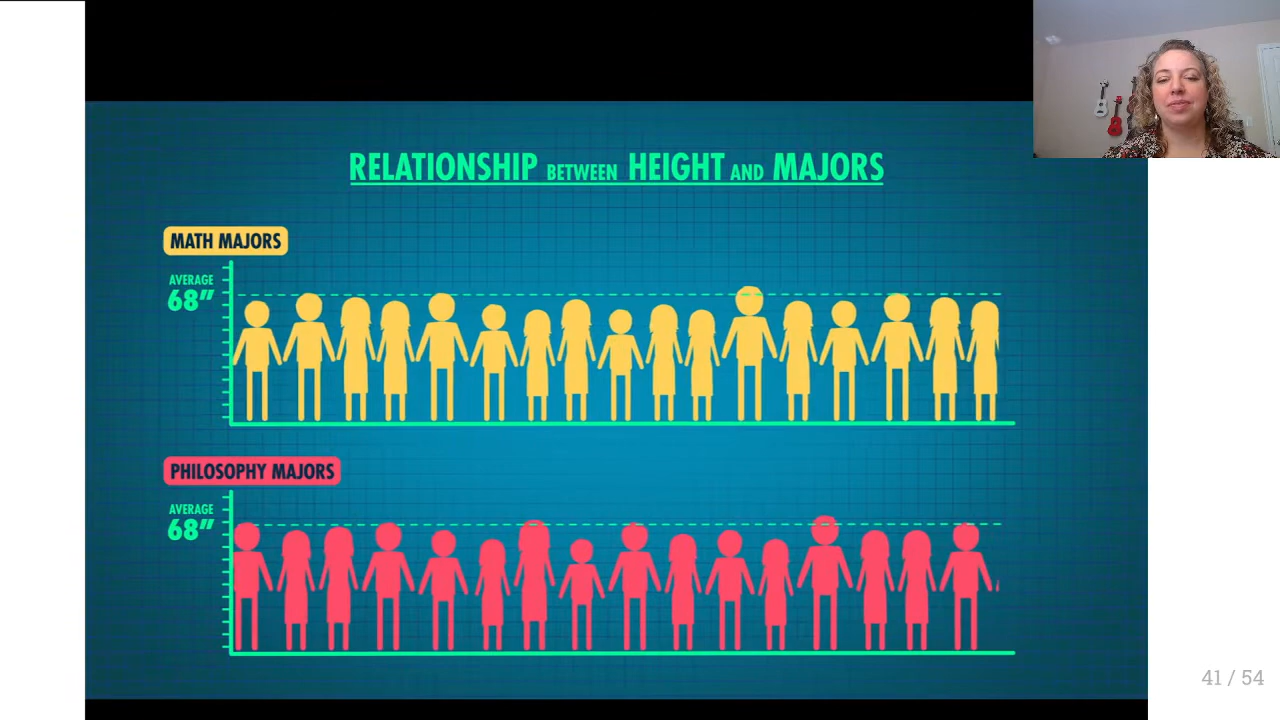 RELATIONSHIP BETWEEN HEIGHT AND MAJORS
MATH MAJORS
AVERAGE
68"
PHILOSOPHY MAJORS
AVERAGE
68"
41 / 54